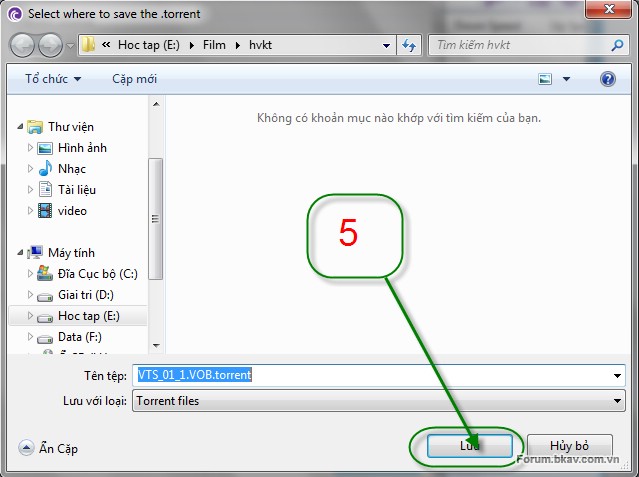 Select where to save the .torrent
« Hoc tap (E:) ▸ Film ▸ hvkt
Tìm kiếm hvkt
Tổ chức
Cặp mới
Không có khoản mục nào khớp với tìm kiếm của bạn.
Thư viện
Hình ảnh
Nhạc
Tài liệu
video
Máy tính
Đĩa Cục bộ (C:)
Giai tri (D:)
Hoc tap (E:)
Data (F:)
5
Tên tệp: VTS_01_1.VOB.torrent
Lưu với loại: Torrent files
Ẩn Cặp
Lưu
Hủy bỏ
Forum.bkav.com.vn